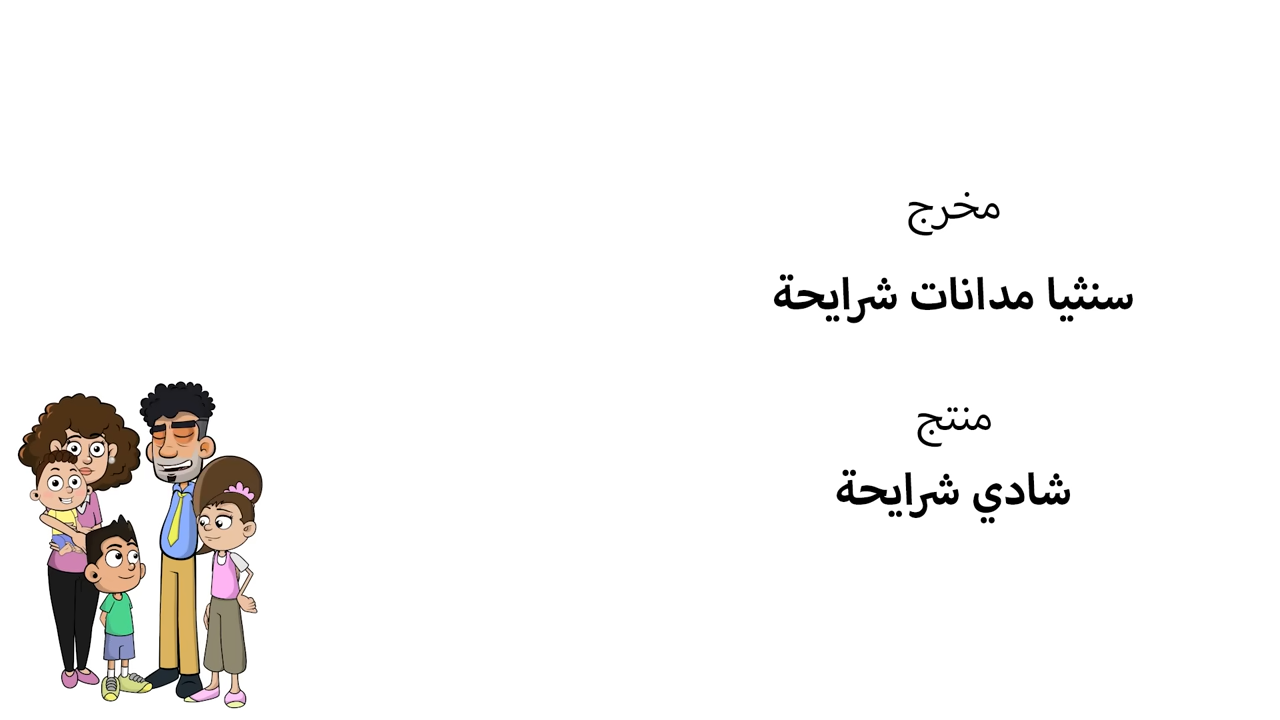 مخرج
سنثيا مدانات شرايحة
منتج
شادي شرايحة